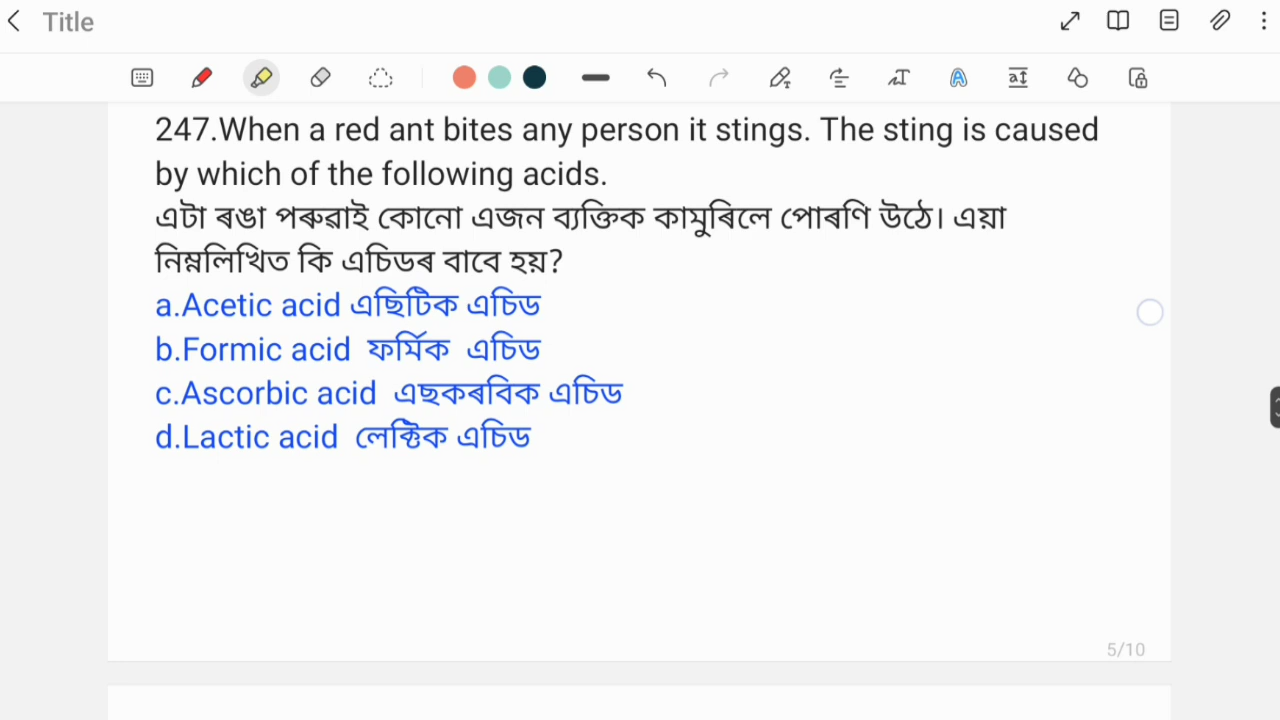 Title
247.When a red ant bites any person it stings. The sting is caused
by which of the following acids.
এটা ৰঙা পৰুৱাই কোনো এজন ব্যক্তিক কামুৰিলে পোৰণি উঠে। এয়া
নিম্নলিখিত কি এচিডৰ বাবে হয়?
a.Acetic acid এছিটিক এচিড
b.Formic acid ফৰ্মিক এচিড
c.Ascorbic acid এছকৰবিক এচিড
d.Lactic acid লেক্টিক এচিড
5/10